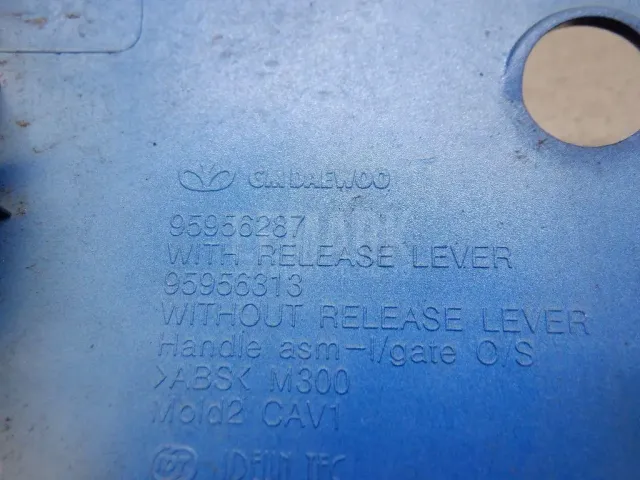 GM DAEWOO
95956287
WITH RELEASE LEVER
95956313
WITHOUT RELEASE LEVER
Handle asm-l/gate O/S
>ABS< M300
Mold2 CAV1